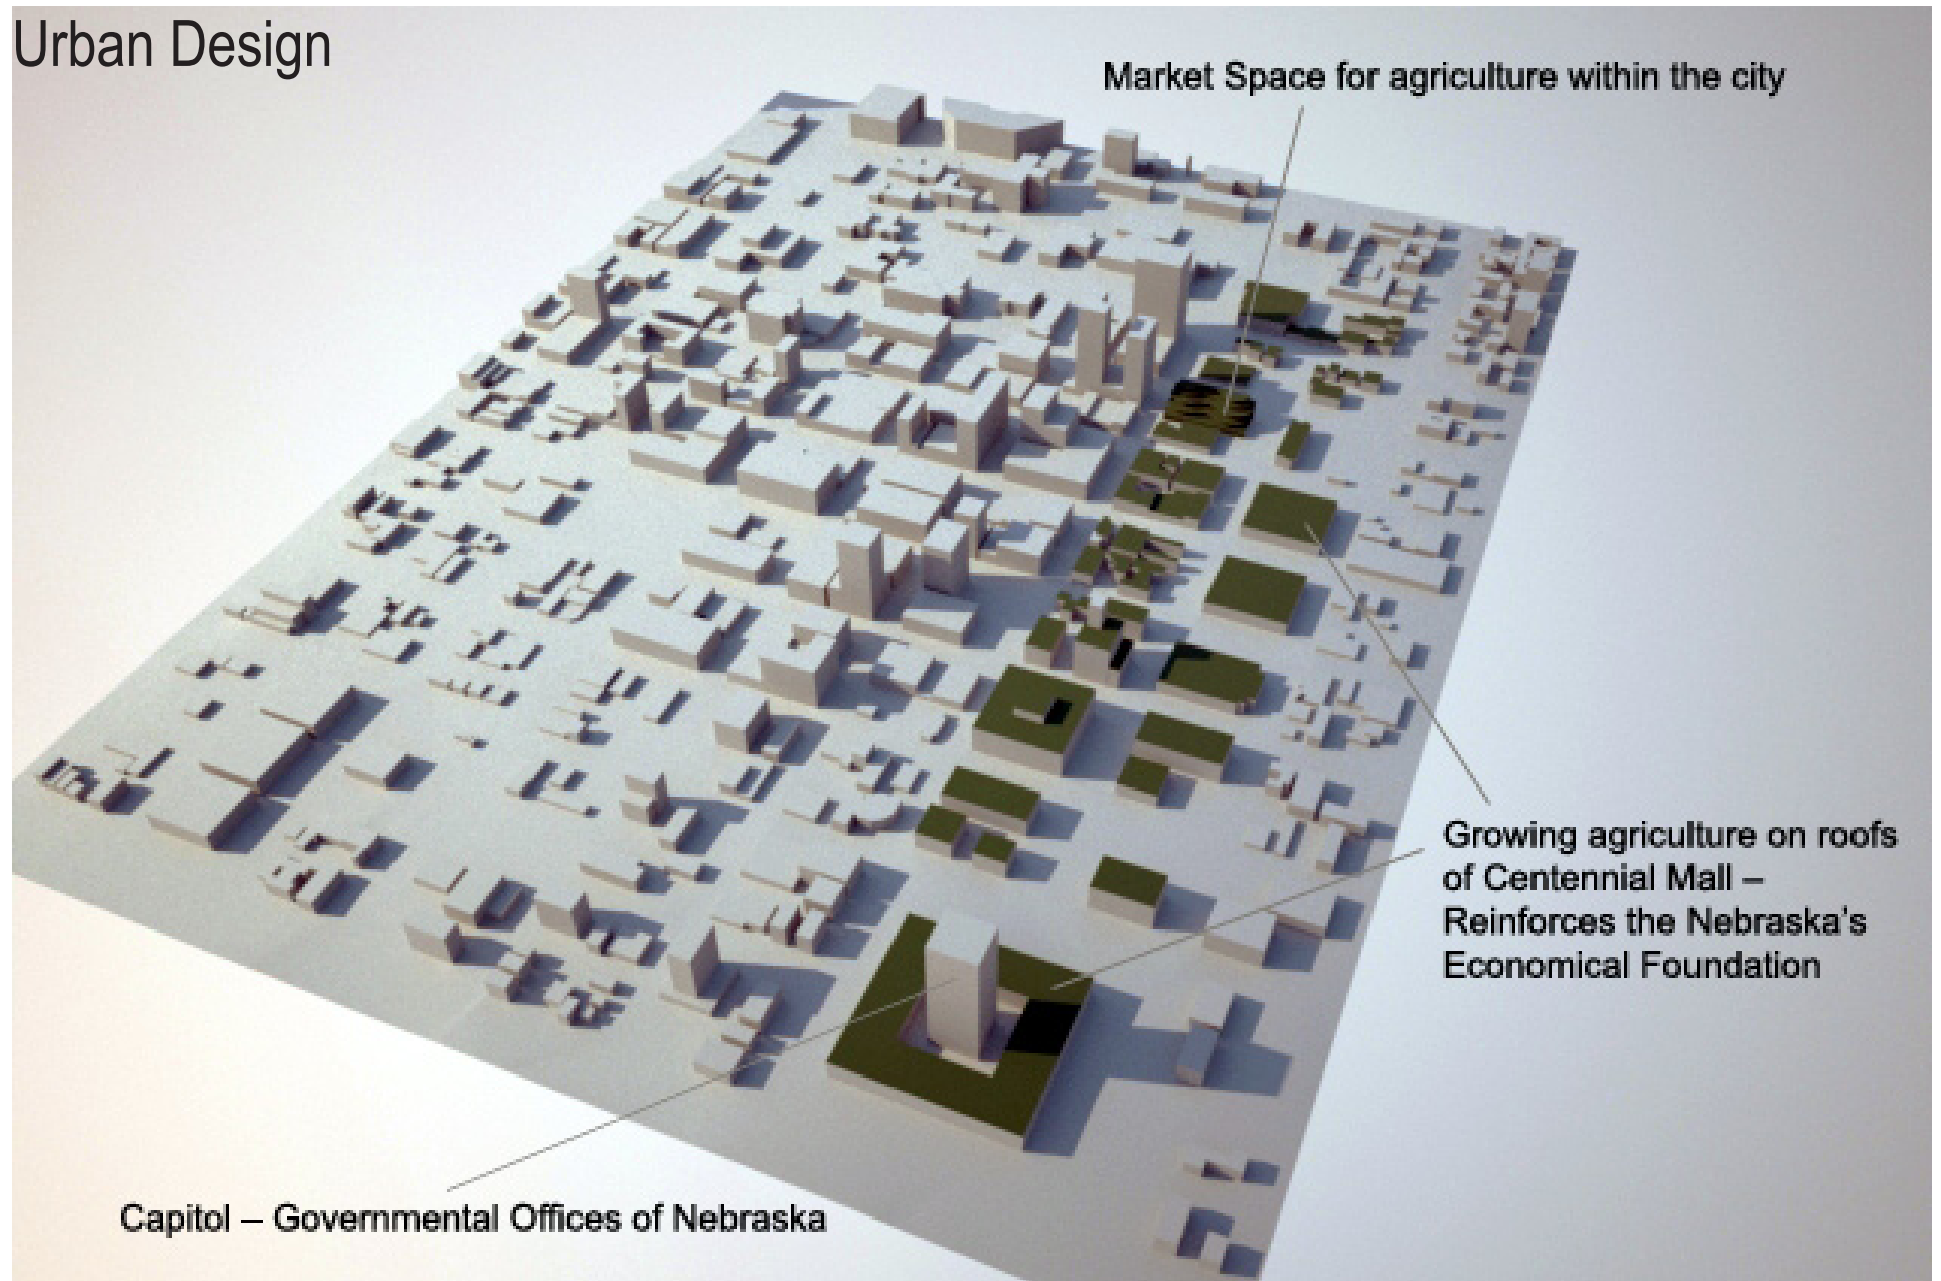 Urban Design
Market Space for agriculture within the city
Growing agriculture on roofs
of Centennial Mall –
Reinforces the Nebraska's
Economical Foundation
Capitol – Governmental Offices of Nebraska